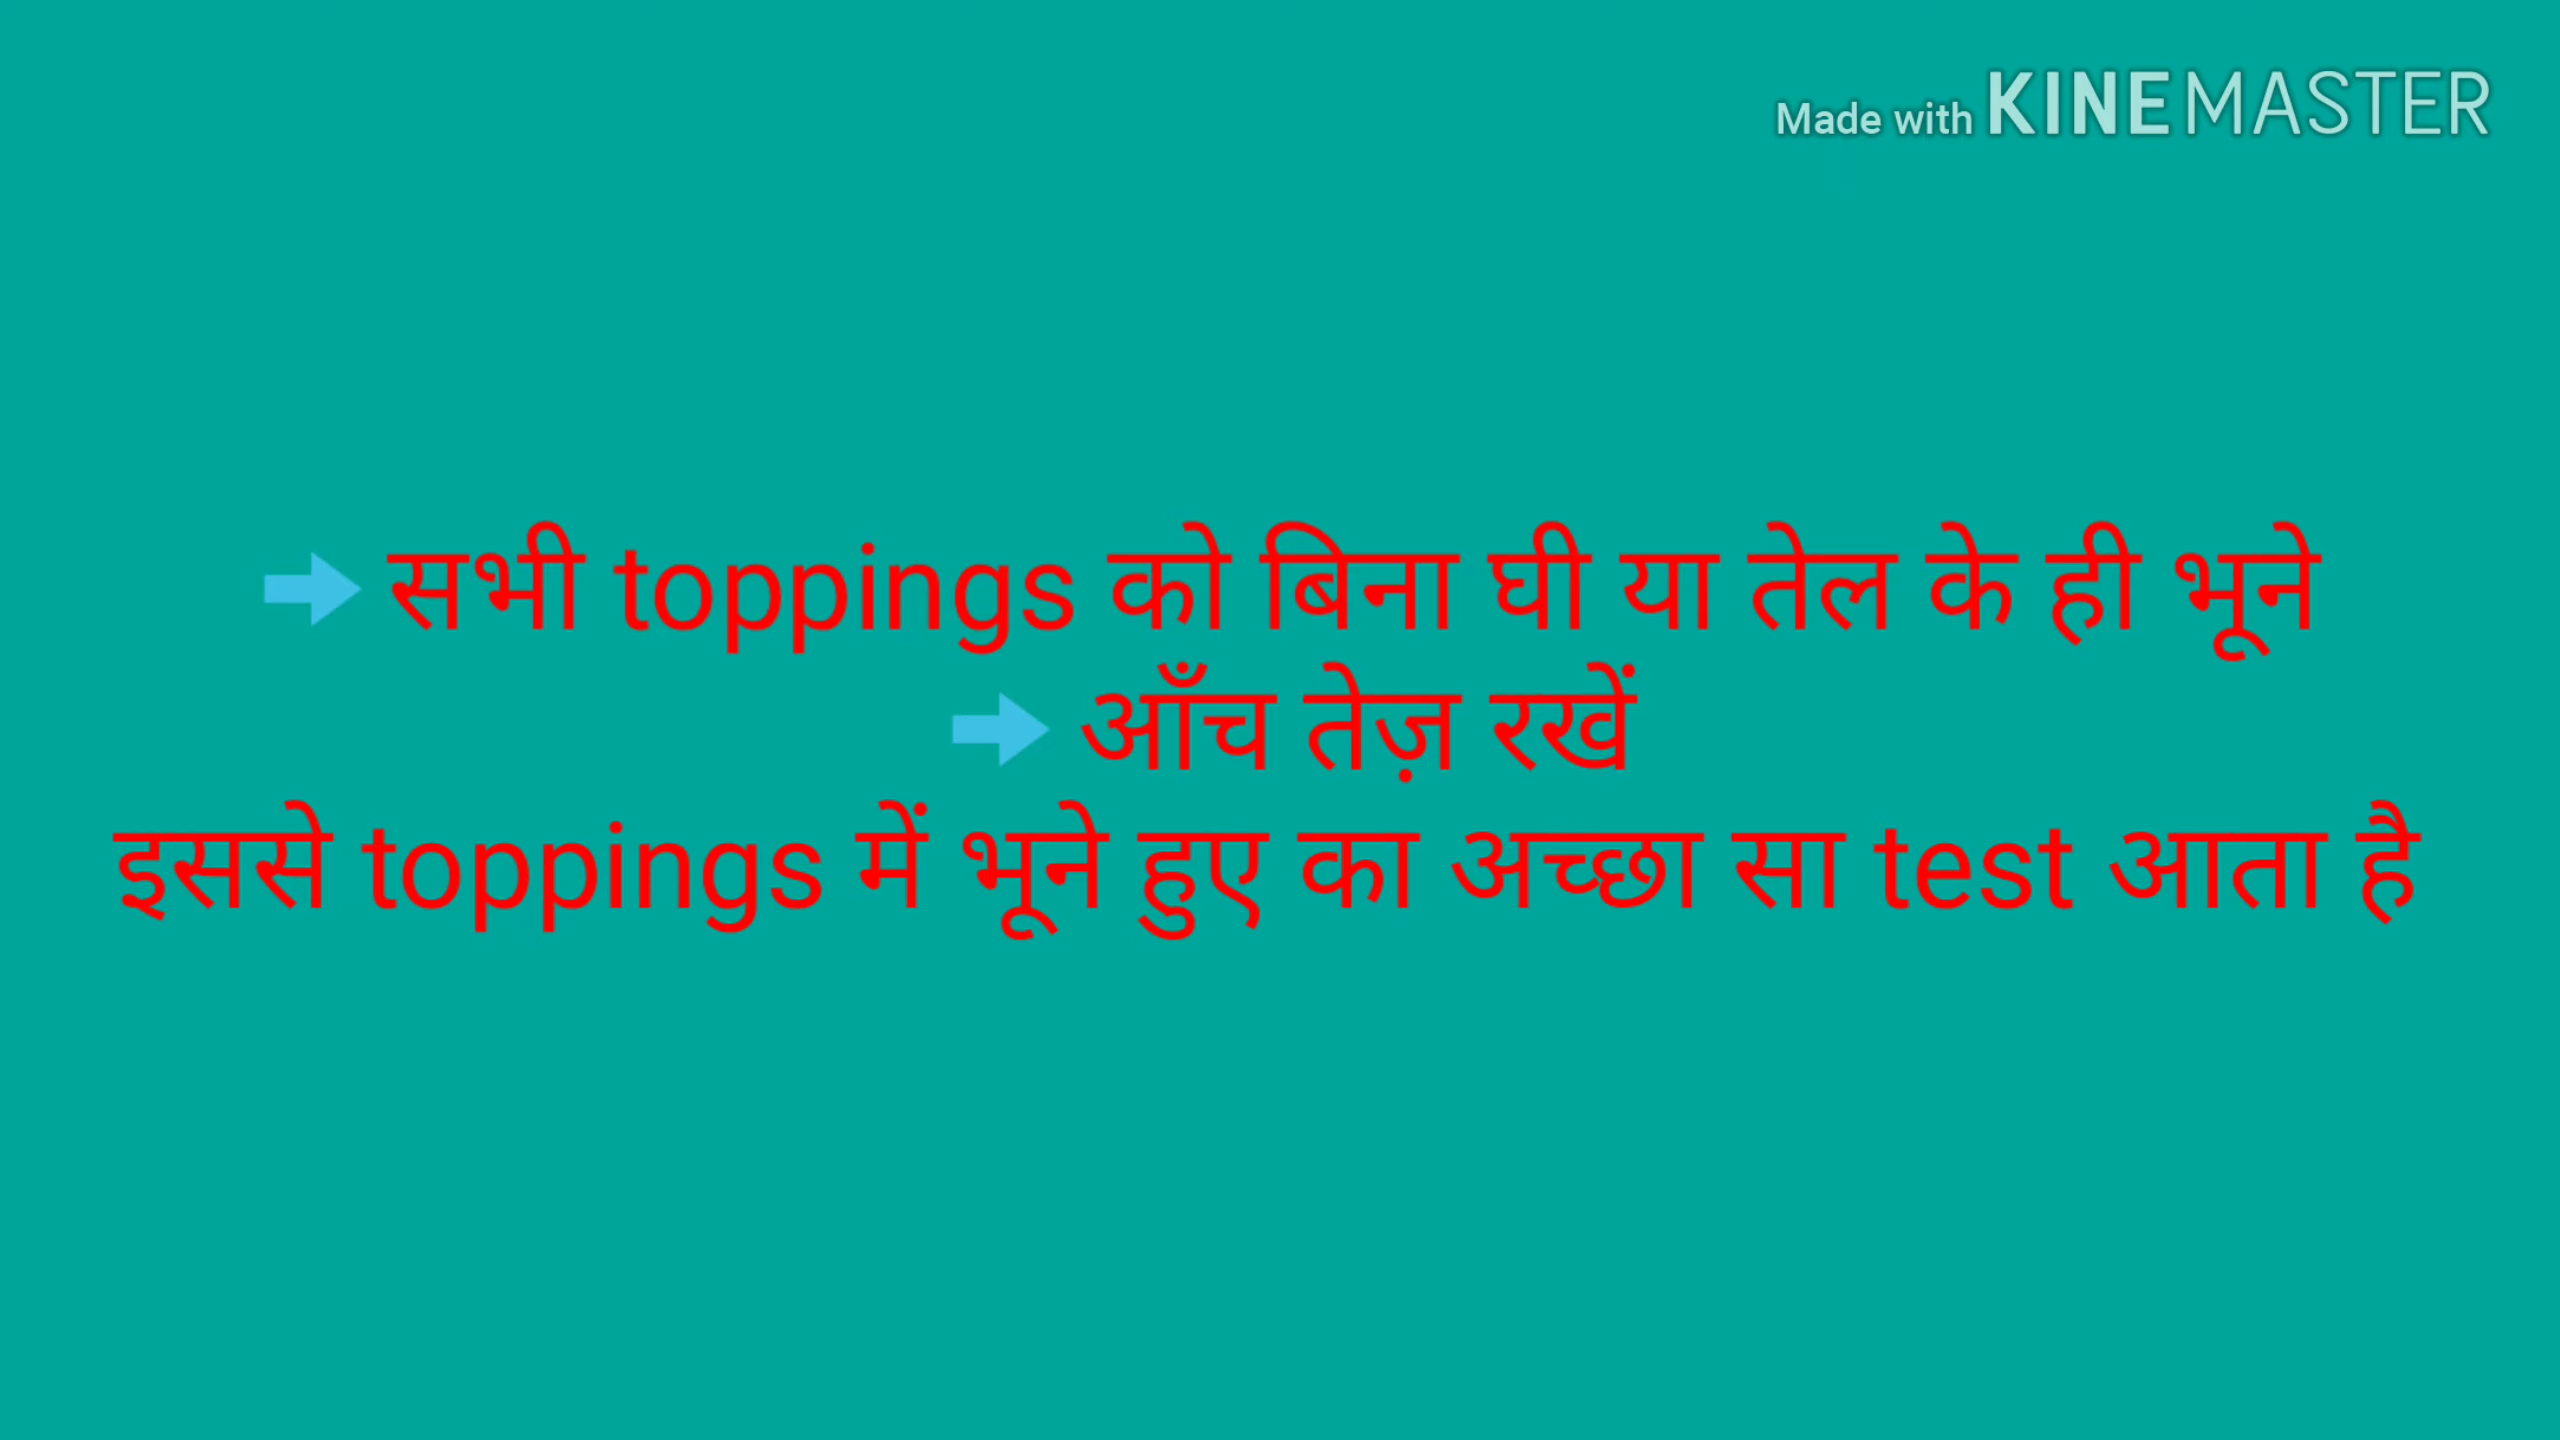 Made with KINEMASTER
➡ सभी toppings को बिना घी या तेल के ही भूने
➡ आँच तेज़ रखें
इससे toppings में भूने हुए का अच्छा सा test आता है